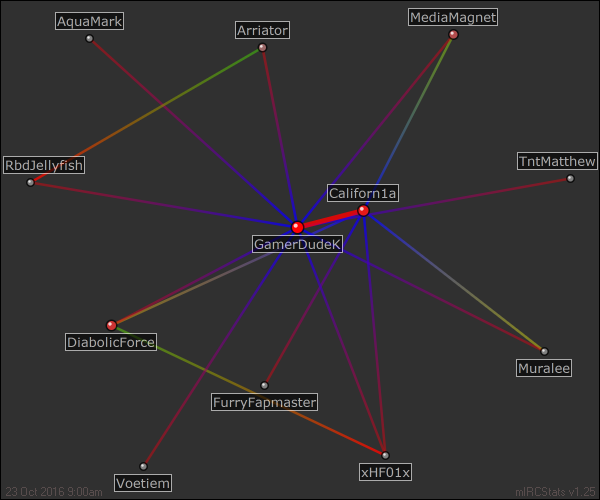 AquaMark
Arriator
MediaMagnet
RbdJellyfish
TntMatthew
Californ1a
GamerDudeK
DiabolicForce
Muralee
FurryFapmaster
xHF01x
Voetiem
23 Oct 2016 9:00am
mIRCStats v1.25